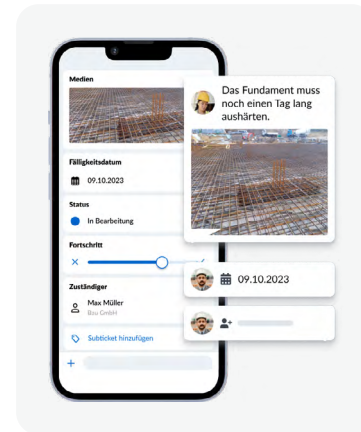 Medien
Das Fundament muss
noch einen Tag lang
aushärten.
Fälligkeitsdatum
09.10.2023
Status
In Bearbeitung
Fortschritt
Zuständiger
Max Müller
Bau GmbH
Subticket hinzufügen
09.10.2023